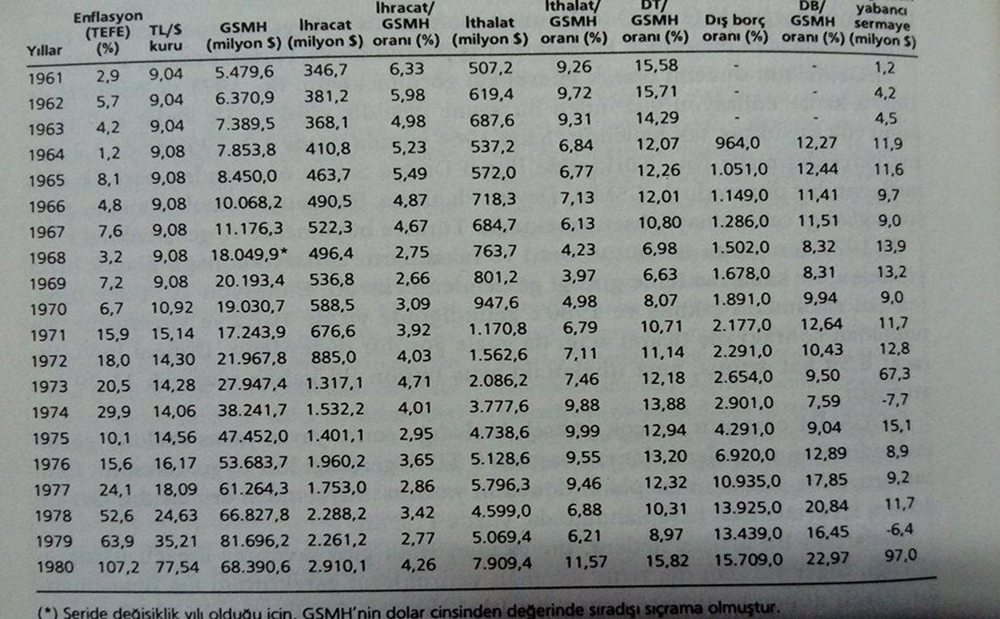 Yıllar Enflasyon (TEFE) (%) TL/$ kuru GSMH (milyon $) İhracat (milyon $) İhracat/ GSMH oranı (%) İthalat (milyon $) İthalat/ GSMH oranı (%) DT/ GSMH oranı (%) Dış borç oranı (%) DB/ GSMH oranı (%) yabancı sermaye (milyon $)
1961 2,9 9,04 5.479,6 346,7 6,33 507,2 9,26 15,58 - - 1,2
1962 5,7 9,04 6.370,9 381,2 5,98 619,4 9,72 15,71 - - 4,2
1963 4,2 9,04 7.389,5 368,1 4,98 687,6 9,31 14,29 - - 4,5
1964 1,2 9,08 7.853,8 410,8 5,23 537,2 6,84 12,07 964,0 12,27 11,9
1965 8,1 9,08 8.450,0 463,7 5,49 572,0 6,77 12,26 1.051,0 12,44 11,6
1966 4,8 9,08 10.068,2 490,5 4,87 718,3 7,13 12,01 1.149,0 11,41 9,7
1967 7,6 9,08 11.176,3 522,3 4,67 684,7 6,13 10,80 1.286,0 11,51 9,0
1968 3,2 9,08 18.049,9* 496,4 2,75 763,7 4,23 6,98 1.502,0 8,32 13,9
1969 7,2 9,08 20.193,4 536,8 2,66 801,2 3,97 6,63 1.678,0 8,31 13,2
1970 6,7 10,92 19.030,7 588,5 3,09 947,6 4,98 8,07 1.891,0 9,94 9,0
1971 15,9 15,14 17.243,9 676,6 3,92 1.170,8 6,79 10,71 2.177,0 12,64 11,7
1972 18,0 14,30 21.967,8 885,0 4,03 1.562,6 7,11 11,14 2.291,0 10,43 12,8
1973 20,5 14,28 27.947,4 1.317,1 4,71 2.086,2 7,46 12,18 2.654,0 9,50 67,3
1974 29,9 14,06 38.241,7 1.532,2 4,01 3.777,6 9,88 13,88 2.901,0 7,59 -7,7
1975 10,1 14,56 47.452,0 1.401,1 2,95 4.738,6 9,99 12,94 4.291,0 9,04 15,1
1976 15,6 16,17 53.683,7 1.960,2 3,65 5.128,6 9,55 13,20 6.920,0 12,89 8,9
1977 24,1 18,09 61.264,3 1.753,0 2,86 5.796,3 9,46 12,32 10.935,0 17,85 9,2
1978 52,6 24,63 66.827,8 2.288,2 3,42 4.599,0 6,88 10,31 13.925,0 20,84 11,7
1979 63,9 35,21 81.696,2 2.261,2 2,77 5.069,4 6,21 8,97 13.439,0 16,45 -6,4
1980 107,2 77,54 68.390,6 2.910,1 4,26 7.909,4 11,57 15,82 15.709,0 22,97 97,0
(*) Seride değişiklik yılı olduğu için, GSMH'nin dolar cinsinden değerinde sıradışı sıçrama olmuştur.